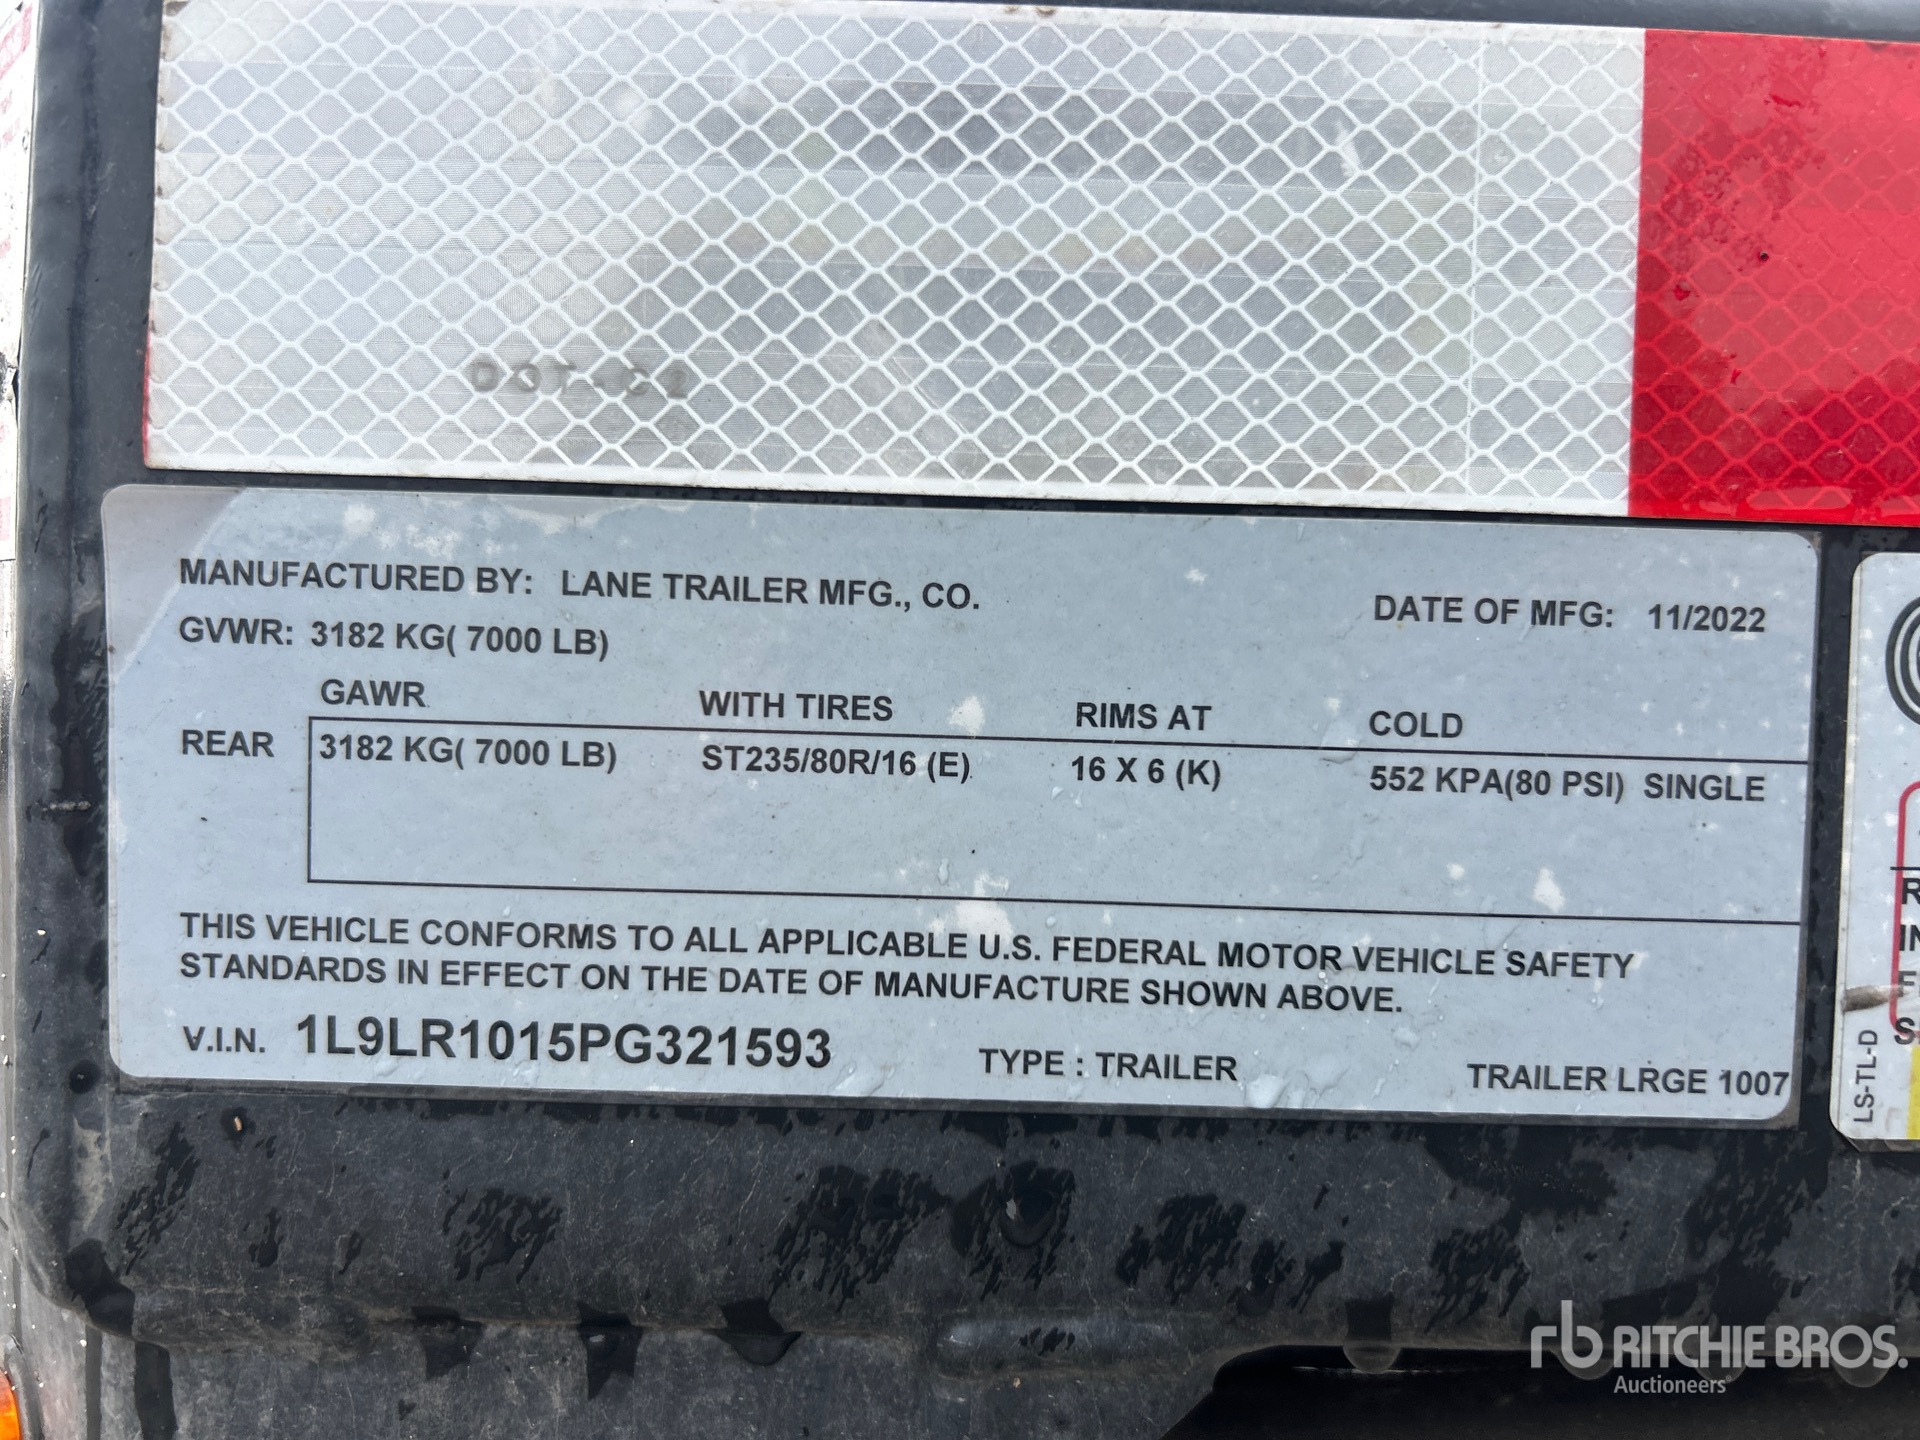 DOT-C2
MANUFACTURED BY: LANE TRAILER MFG., CO.
DATE OF MFG: 11/2022
GVWR: 3182 KG( 7000 LB)
GAWR WITH TIRES RIMS AT COLD
REAR 3182 KG( 7000 LB) ST235/80R/16 (E) 16 X 6 (K) 552 KPA(80 PSI) SINGLE
THIS VEHICLE CONFORMS TO ALL APPLICABLE U.S. FEDERAL MOTOR VEHICLE SAFETY
STANDARDS IN EFFECT ON THE DATE OF MANUFACTURE SHOWN ABOVE.
V.I.N. 1L9LR1015PG321593 TYPE : TRAILER TRAILER LRGE 1007
LS-TL-D
rb RITCHIE BROS.
Auctioneers